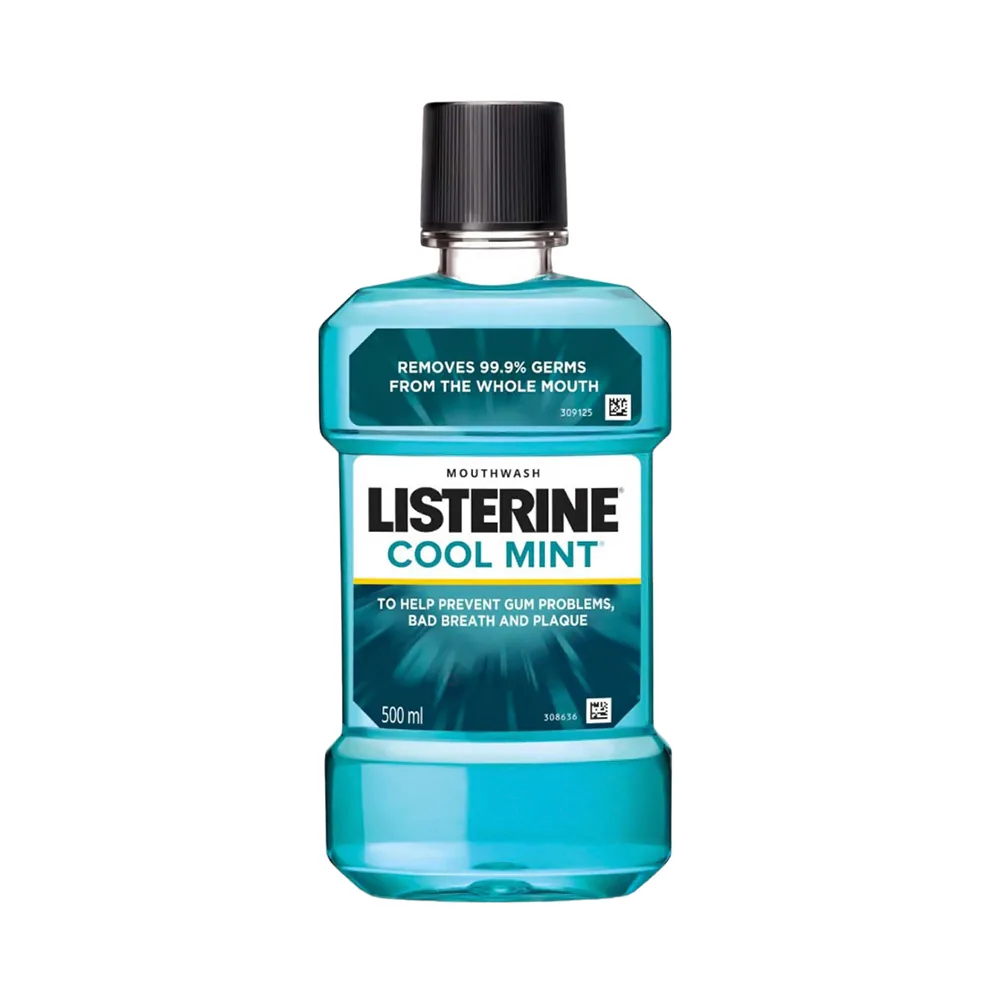 REMOVES 99.9% GERMS
FROM THE WHOLE MOUTH
309125
MOUTHWASH
LISTERINE®
COOL MINT®
TO HELP PREVENT GUM PROBLEMS,
BAD BREATH AND PLAQUE
500 ml
308636